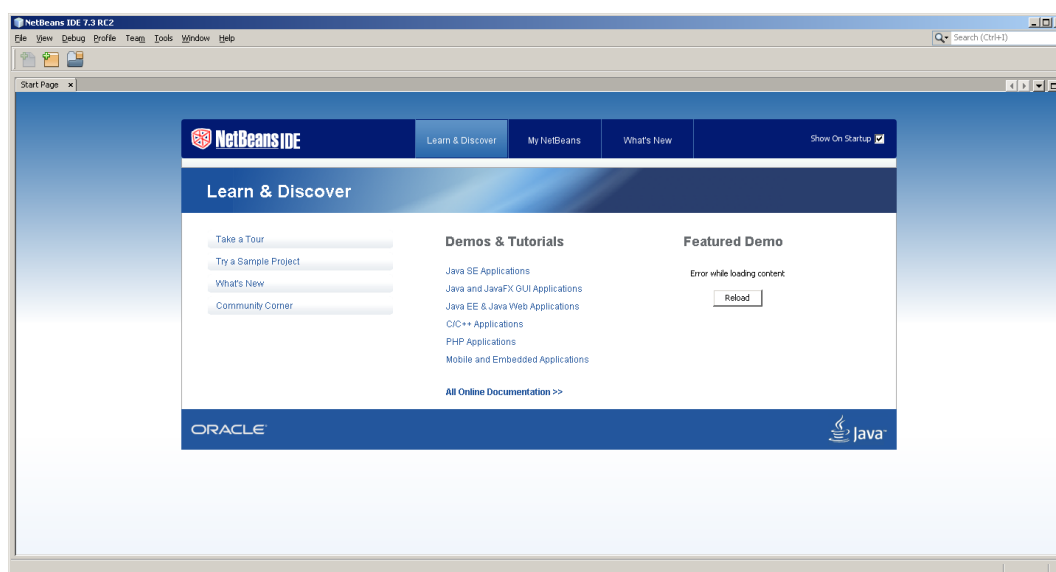 NetBeans IDE 7.3 RC2
File View Debug Profile Team Tools Window Help
Search (Ctrl+I)
Start Page
NetBeans IDE
Learn & Discover
My NetBeans
What's New
Show On Startup
Learn & Discover
Take a Tour
Try a Sample Project
What's New
Community Corner
Demos & Tutorials
Java SE Applications
Java and JavaFX GUI Applications
Java EE & Java Web Applications
C/C++ Applications
PHP Applications
Mobile and Embedded Applications
All Online Documentation >>
Featured Demo
Error while loading content
Reload
ORACLE
Java